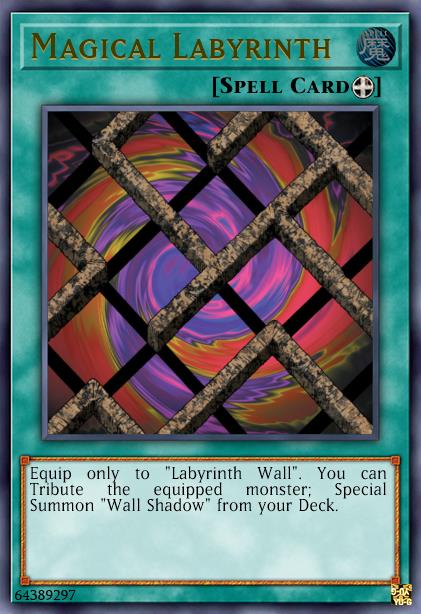 Magical Labyrinth
魔
[Spell Card]
Equip only to "Labyrinth Wall". You can
Tribute the equipped monster; Special
Summon "Wall Shadow" from your Deck.
64389297